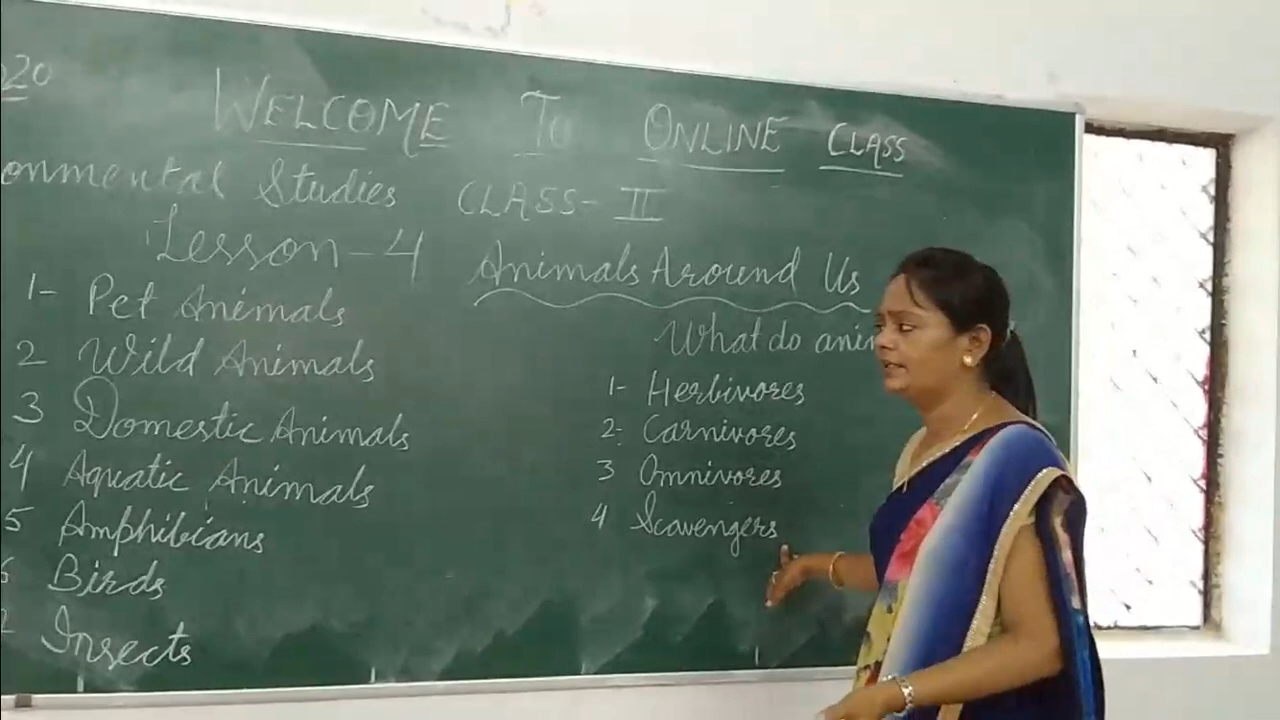 20
WELCOME TO ONLINE CLASS
onmental Studies CLASS-II
Lesson-4 Animals Around Us
1- Pet Animals
2 Wild Animals
3 Domestic Animals
4 Aquatic Animals
5 Amphibians
6 Birds
Insects
What do ani
1- Herbivores
2- Carnivores
3 Omnivores
4 Scavengers